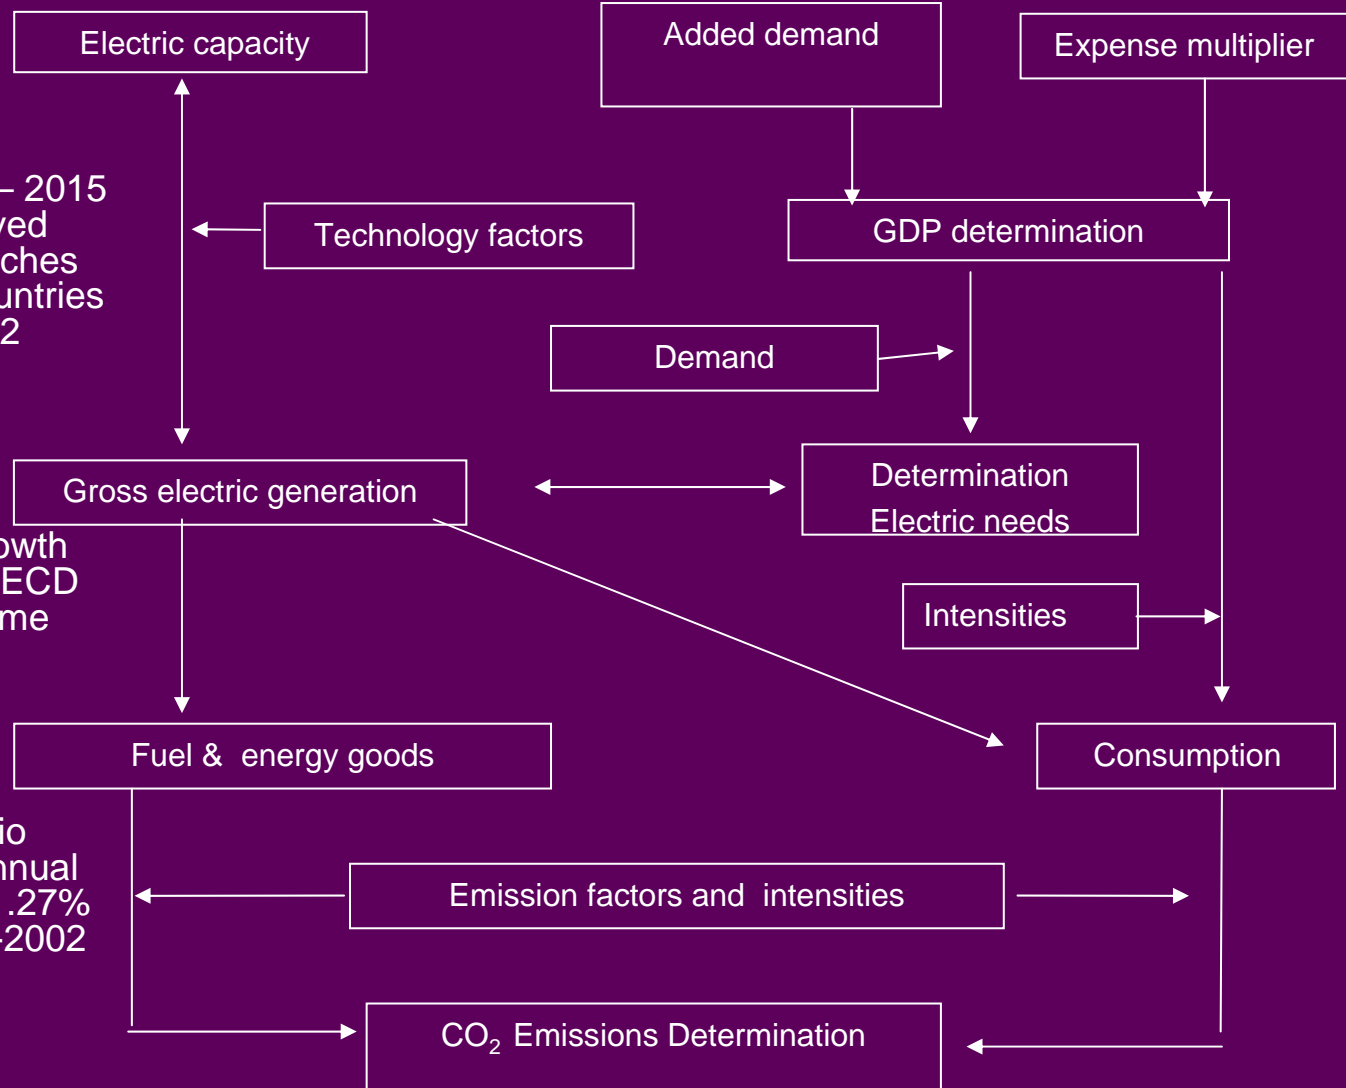 Electric capacity
Added demand
Expense multiplier
– 2015
Technology factors
GDP determination
untries
2
Demand
Gross electric generation
Determination
Electric needs
owth
ECD
me
Intensities
Fuel & energy goods
Consumption
io
nnual
.27%
-2002
Emission factors and intensities
CO₂ Emissions Determination